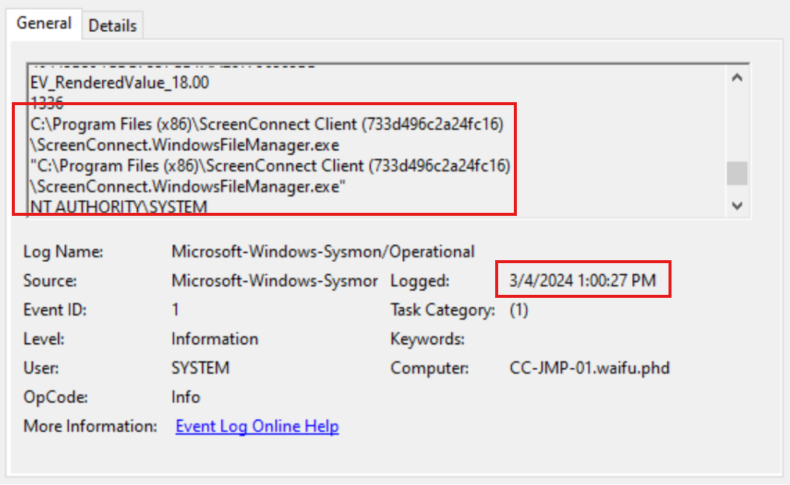 General
Details
EV_RenderedValue_18.00
1336
C:\Program Files (x86)\ScreenConnect Client (733d496c2a24fc16)
\ScreenConnect.WindowsFileManager.exe
"C:\Program Files (x86)\ScreenConnect Client (733d496c2a24fc16)
\ScreenConnect.WindowsFileManager.exe"
NT AUTHORITY\SYSTEM
Log Name: Microsoft-Windows-Sysmon/Operational
Source: Microsoft-Windows-Sysmor Logged: 3/4/2024 1:00:27 PM
Event ID: 1 Task Category: (1)
Level: Information Keywords:
User: SYSTEM Computer: CC-JMP-01.waifu.phd
OpCode: Info
More Information: Event Log Online Help